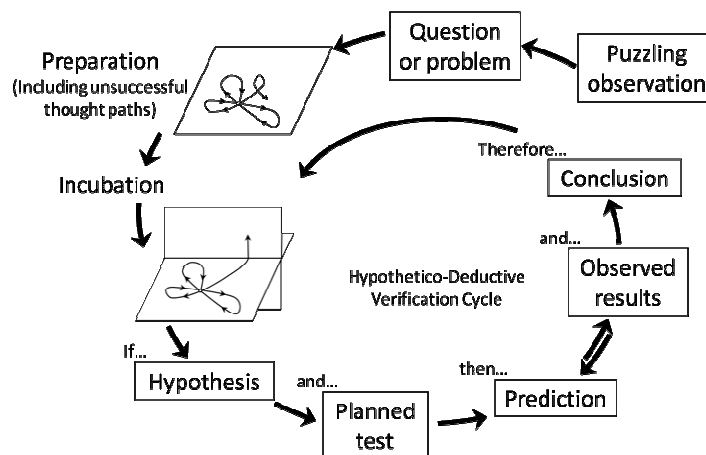 Puzzling
observation
Question
or problem
Preparation
(Including unsuccessful
thought paths)
Incubation
If...
Hypothesis
and...
Planned
test
then...
Prediction
Observed
results
and...
Conclusion
Therefore...
Hypothetico-Deductive
Verification Cycle